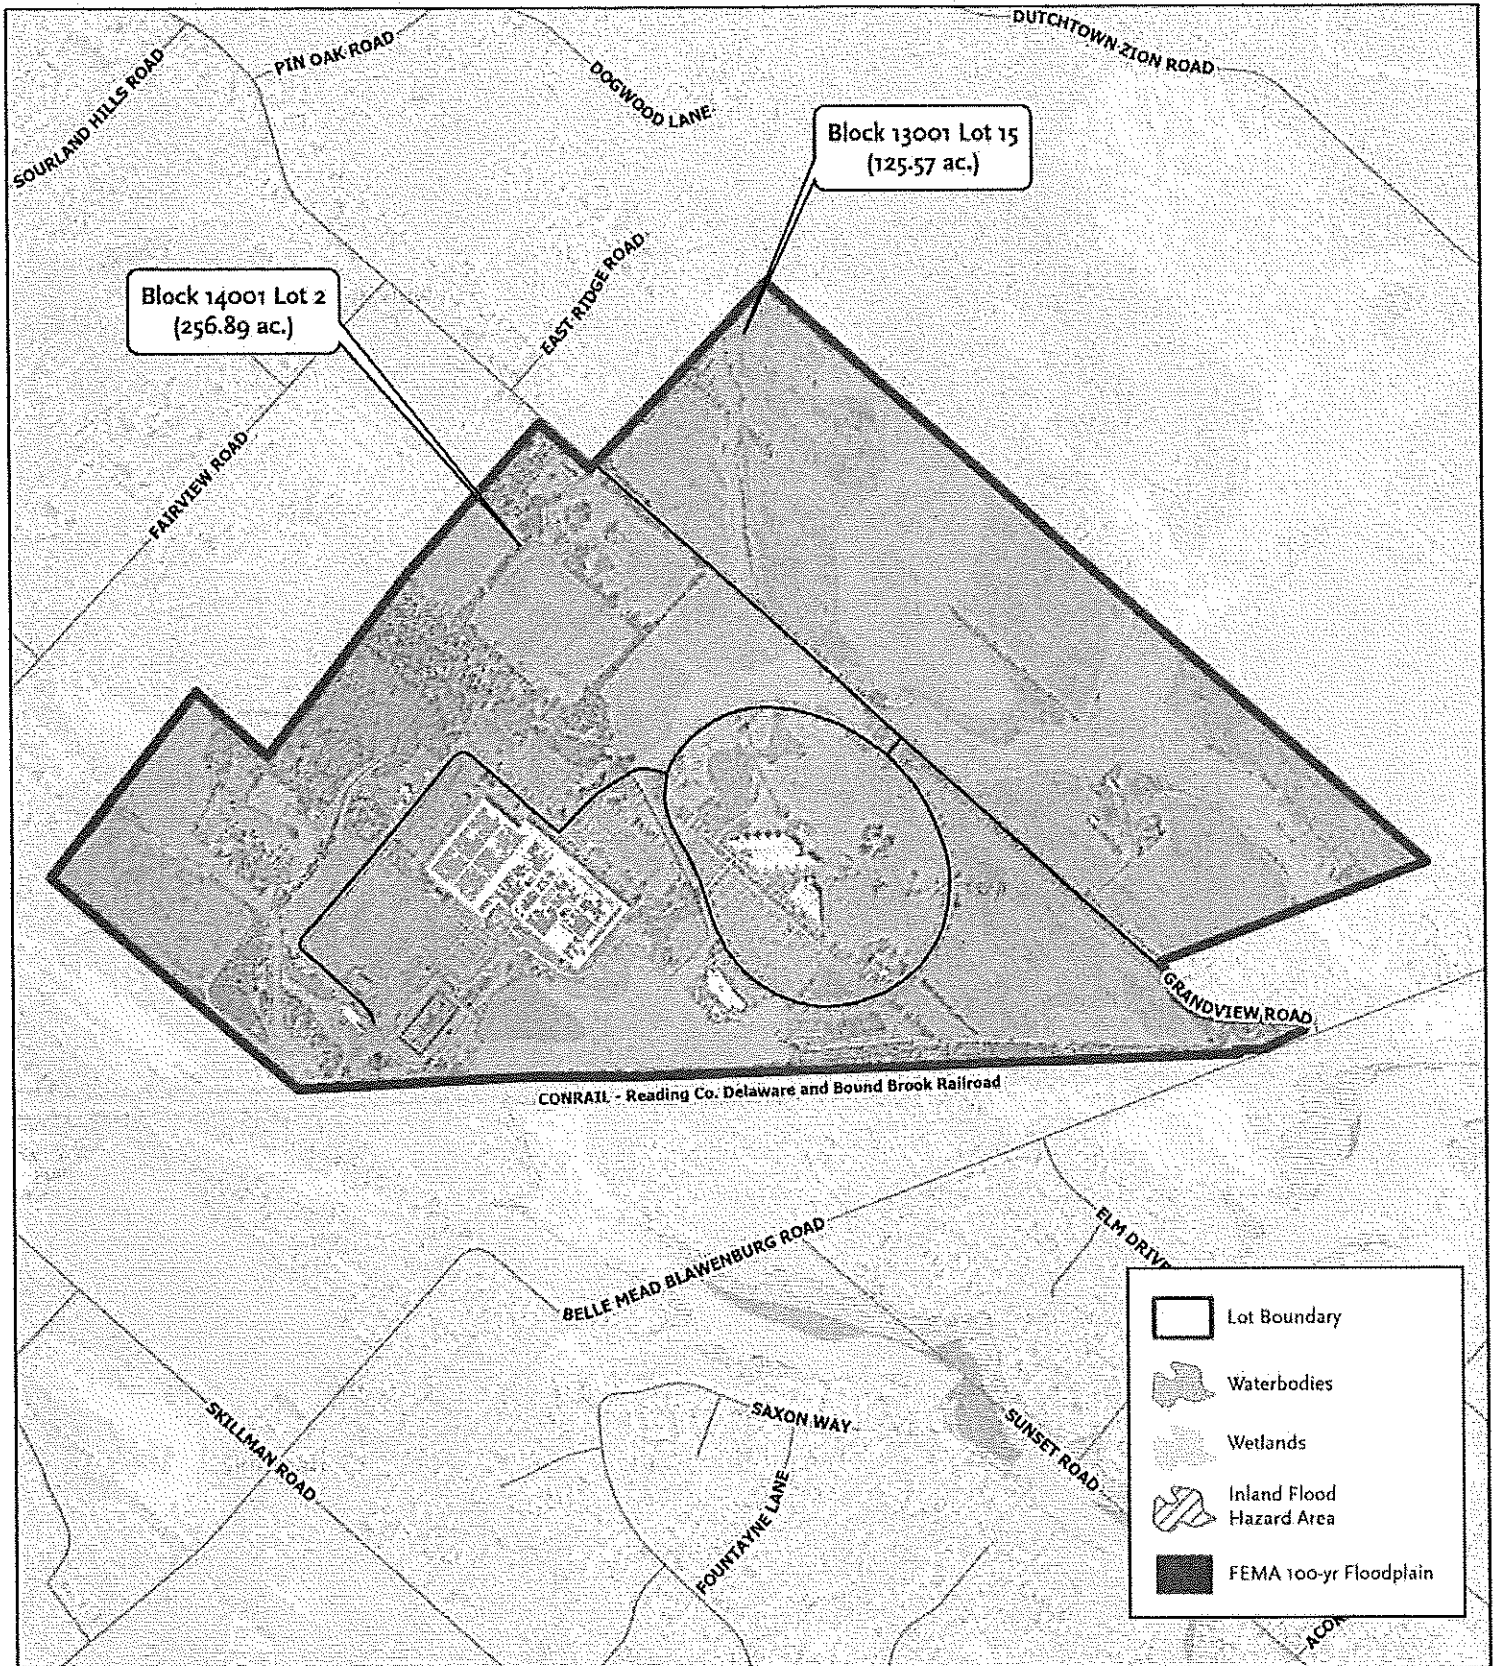 DUTCHTOWN-ZION ROAD
PIN OAK ROAD
SOURLAND HILLS ROAD
DOGWOOD LANE
Block 13001 Lot 15
(125.57 ac.)
EAST RIDGE ROAD
Block 14001 Lot 2
(256.89 ac.)
FAIRVIEW ROAD
GRANDVIEW ROAD
CONRAIL - Reading Co. Delaware and Bound Brook Railroad
BELLE MEAD BLAWENBURG ROAD
ELM DRIVE
SKILLMAN ROAD
SAXON WAY
SUNSET ROAD
FOUNTAYNE LANE
Lot Boundary
Waterbodies
Wetlands
Inland Flood
Hazard Area
FEMA 100-yr Floodplain